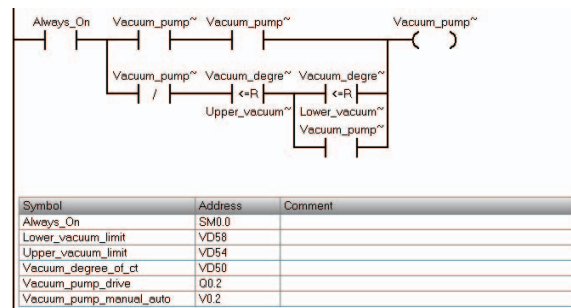 Always_On Vacuum_pump~ Vacuum_pump~ Vacuum_pump~
Vacuum_pump~ Vacuum_degre~ Vacuum_degre~
/ <=R <=R
Upper_vacuum~ Lower_vacuum~
Vacuum_pump~
Symbol Address Comment
Always_On SM0.0
Lower_vacuum_limit VD58
Upper_vacuum_limit VD54
Vacuum_degree_of_ct VD50
Vacuum_pump_drive Q0.2
Vacuum_pump_manual_auto V0.2